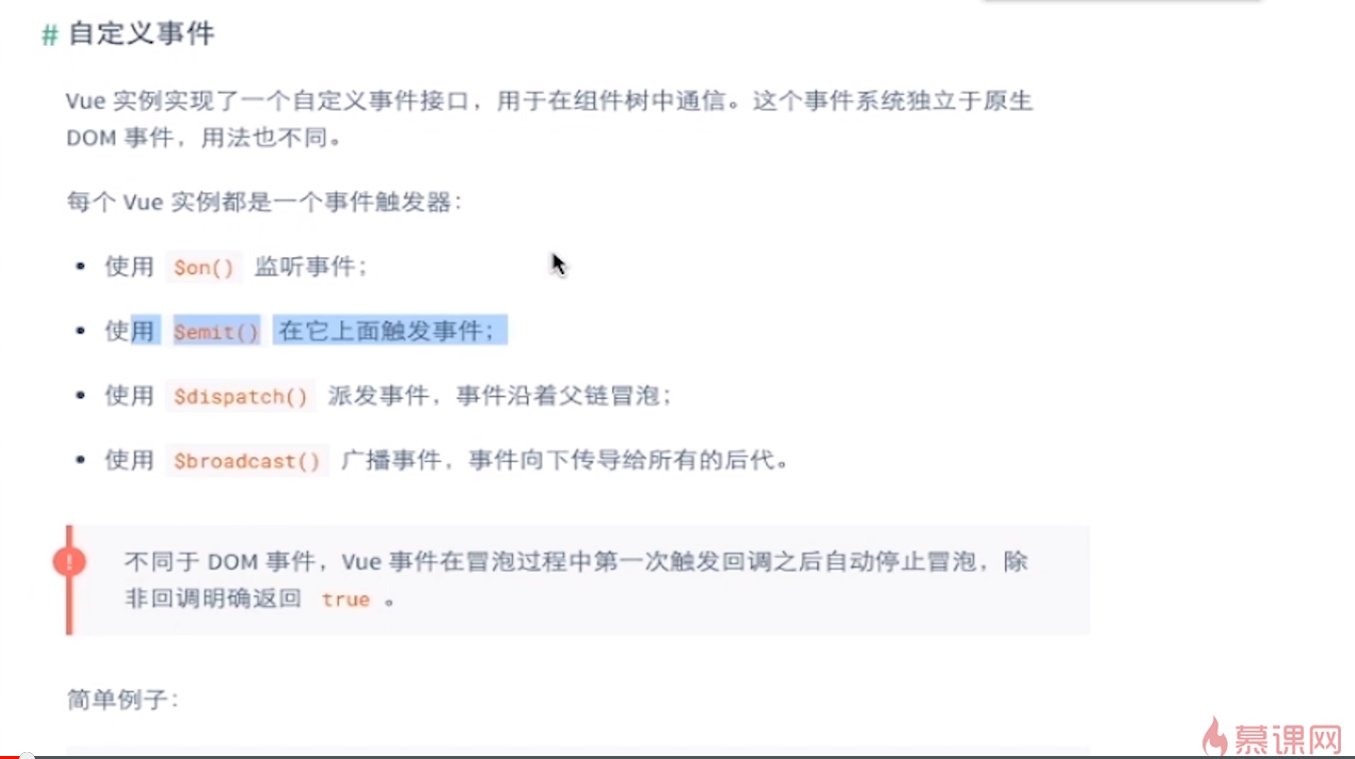 # 自定义事件
Vue 实例实现了一个自定义事件接口，用于在组件树中通信。这个事件系统独立于原生
DOM 事件，用法也不同。
每个 Vue 实例都是一个事件触发器：
• 使用 $on() 监听事件；
• 使用 $emit() 在它上面触发事件；
• 使用 $dispatch() 派发事件，事件沿着父链冒泡；
• 使用 $broadcast() 广播事件，事件向下传导给所有的后代。
! 不同于 DOM 事件，Vue 事件在冒泡过程中第一次触发回调之后自动停止冒泡，除
非回调明确返回 true 。
简单例子：
慕课网